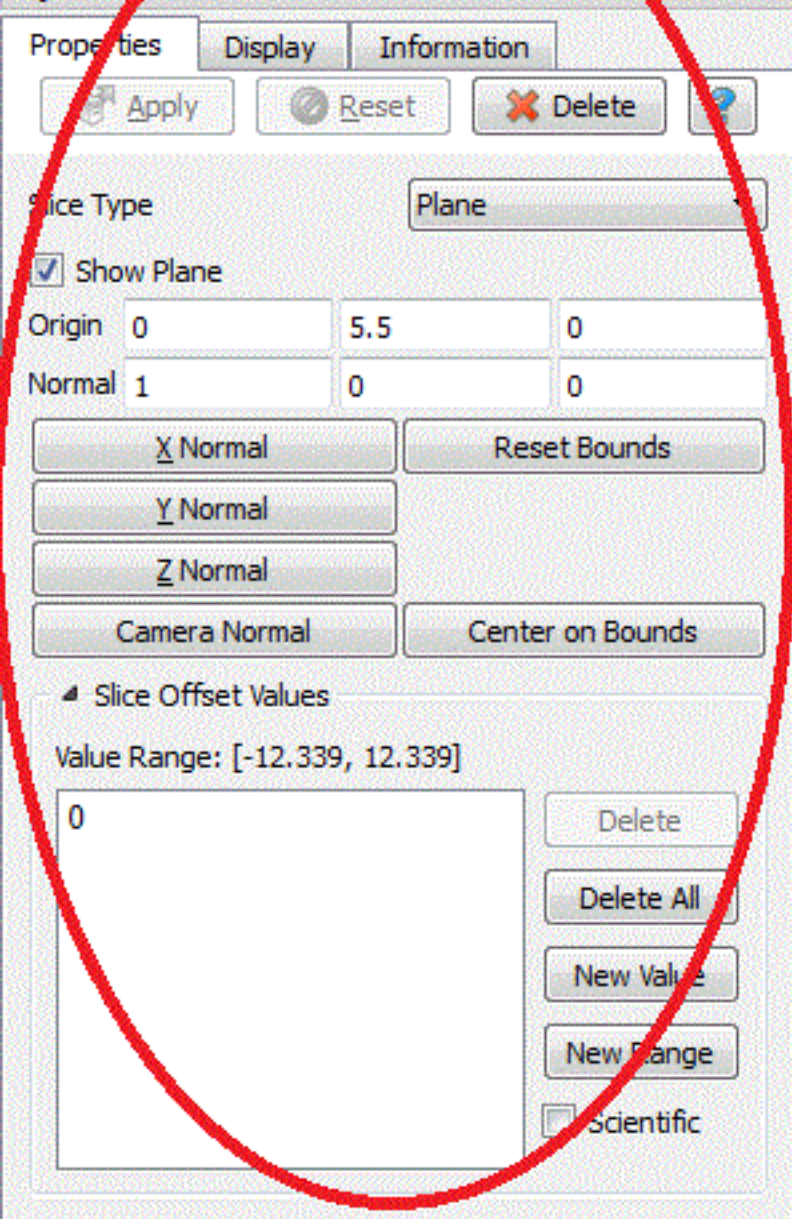 Properties Display Information
Apply Reset Delete ?
Slice Type Plane
Show Plane
Origin 0 5.5 0
Normal 1 0 0
X Normal Reset Bounds
Y Normal
Z Normal
Camera Normal Center on Bounds
Slice Offset Values
Value Range: [-12.339, 12.339]
0 Delete
Delete All
New Value
New Range
Scientific